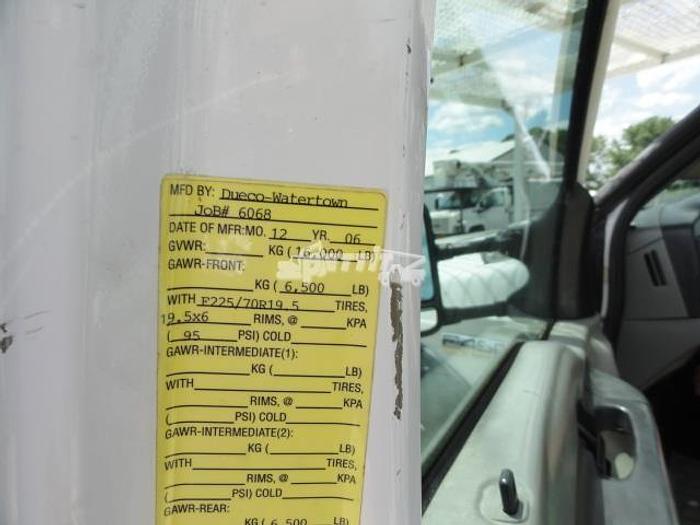 MFD BY: Dueco-Watertown
JoB# 6068
DATE OF MFR:MO. 12 YR. 06
GVWR: KG ( 16,000 LB)
GAWR-FRONT:
KG ( 6,500 LB)
WITH F225/70R19.5 TIRES,
19.5x6 RIMS, @ KPA
( 95 PSI) COLD
GAWR-INTERMEDIATE(1):
KG ( LB)
WITH TIRES,
RIMS, @ KPA
( PSI) COLD
GAWR-INTERMEDIATE(2):
KG ( LB)
WITH TIRES,
RIMS, @ KPA
( PSI) COLD
GAWR-REAR:
KG ( 6,500 LB)